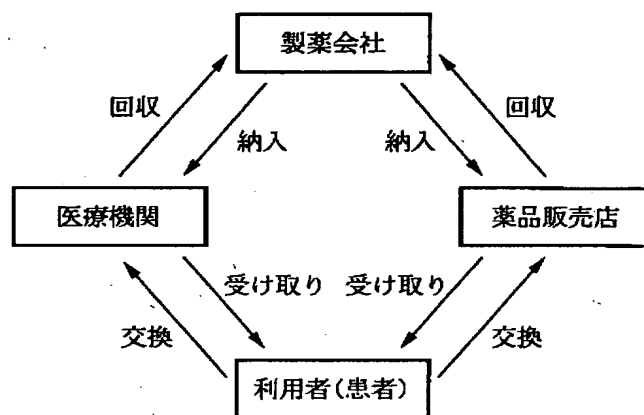 製薬会社
回収
回収
納入
納入
医療機関
薬品販売店
受け取り
受け取り
交換
交換
利用者(患者)